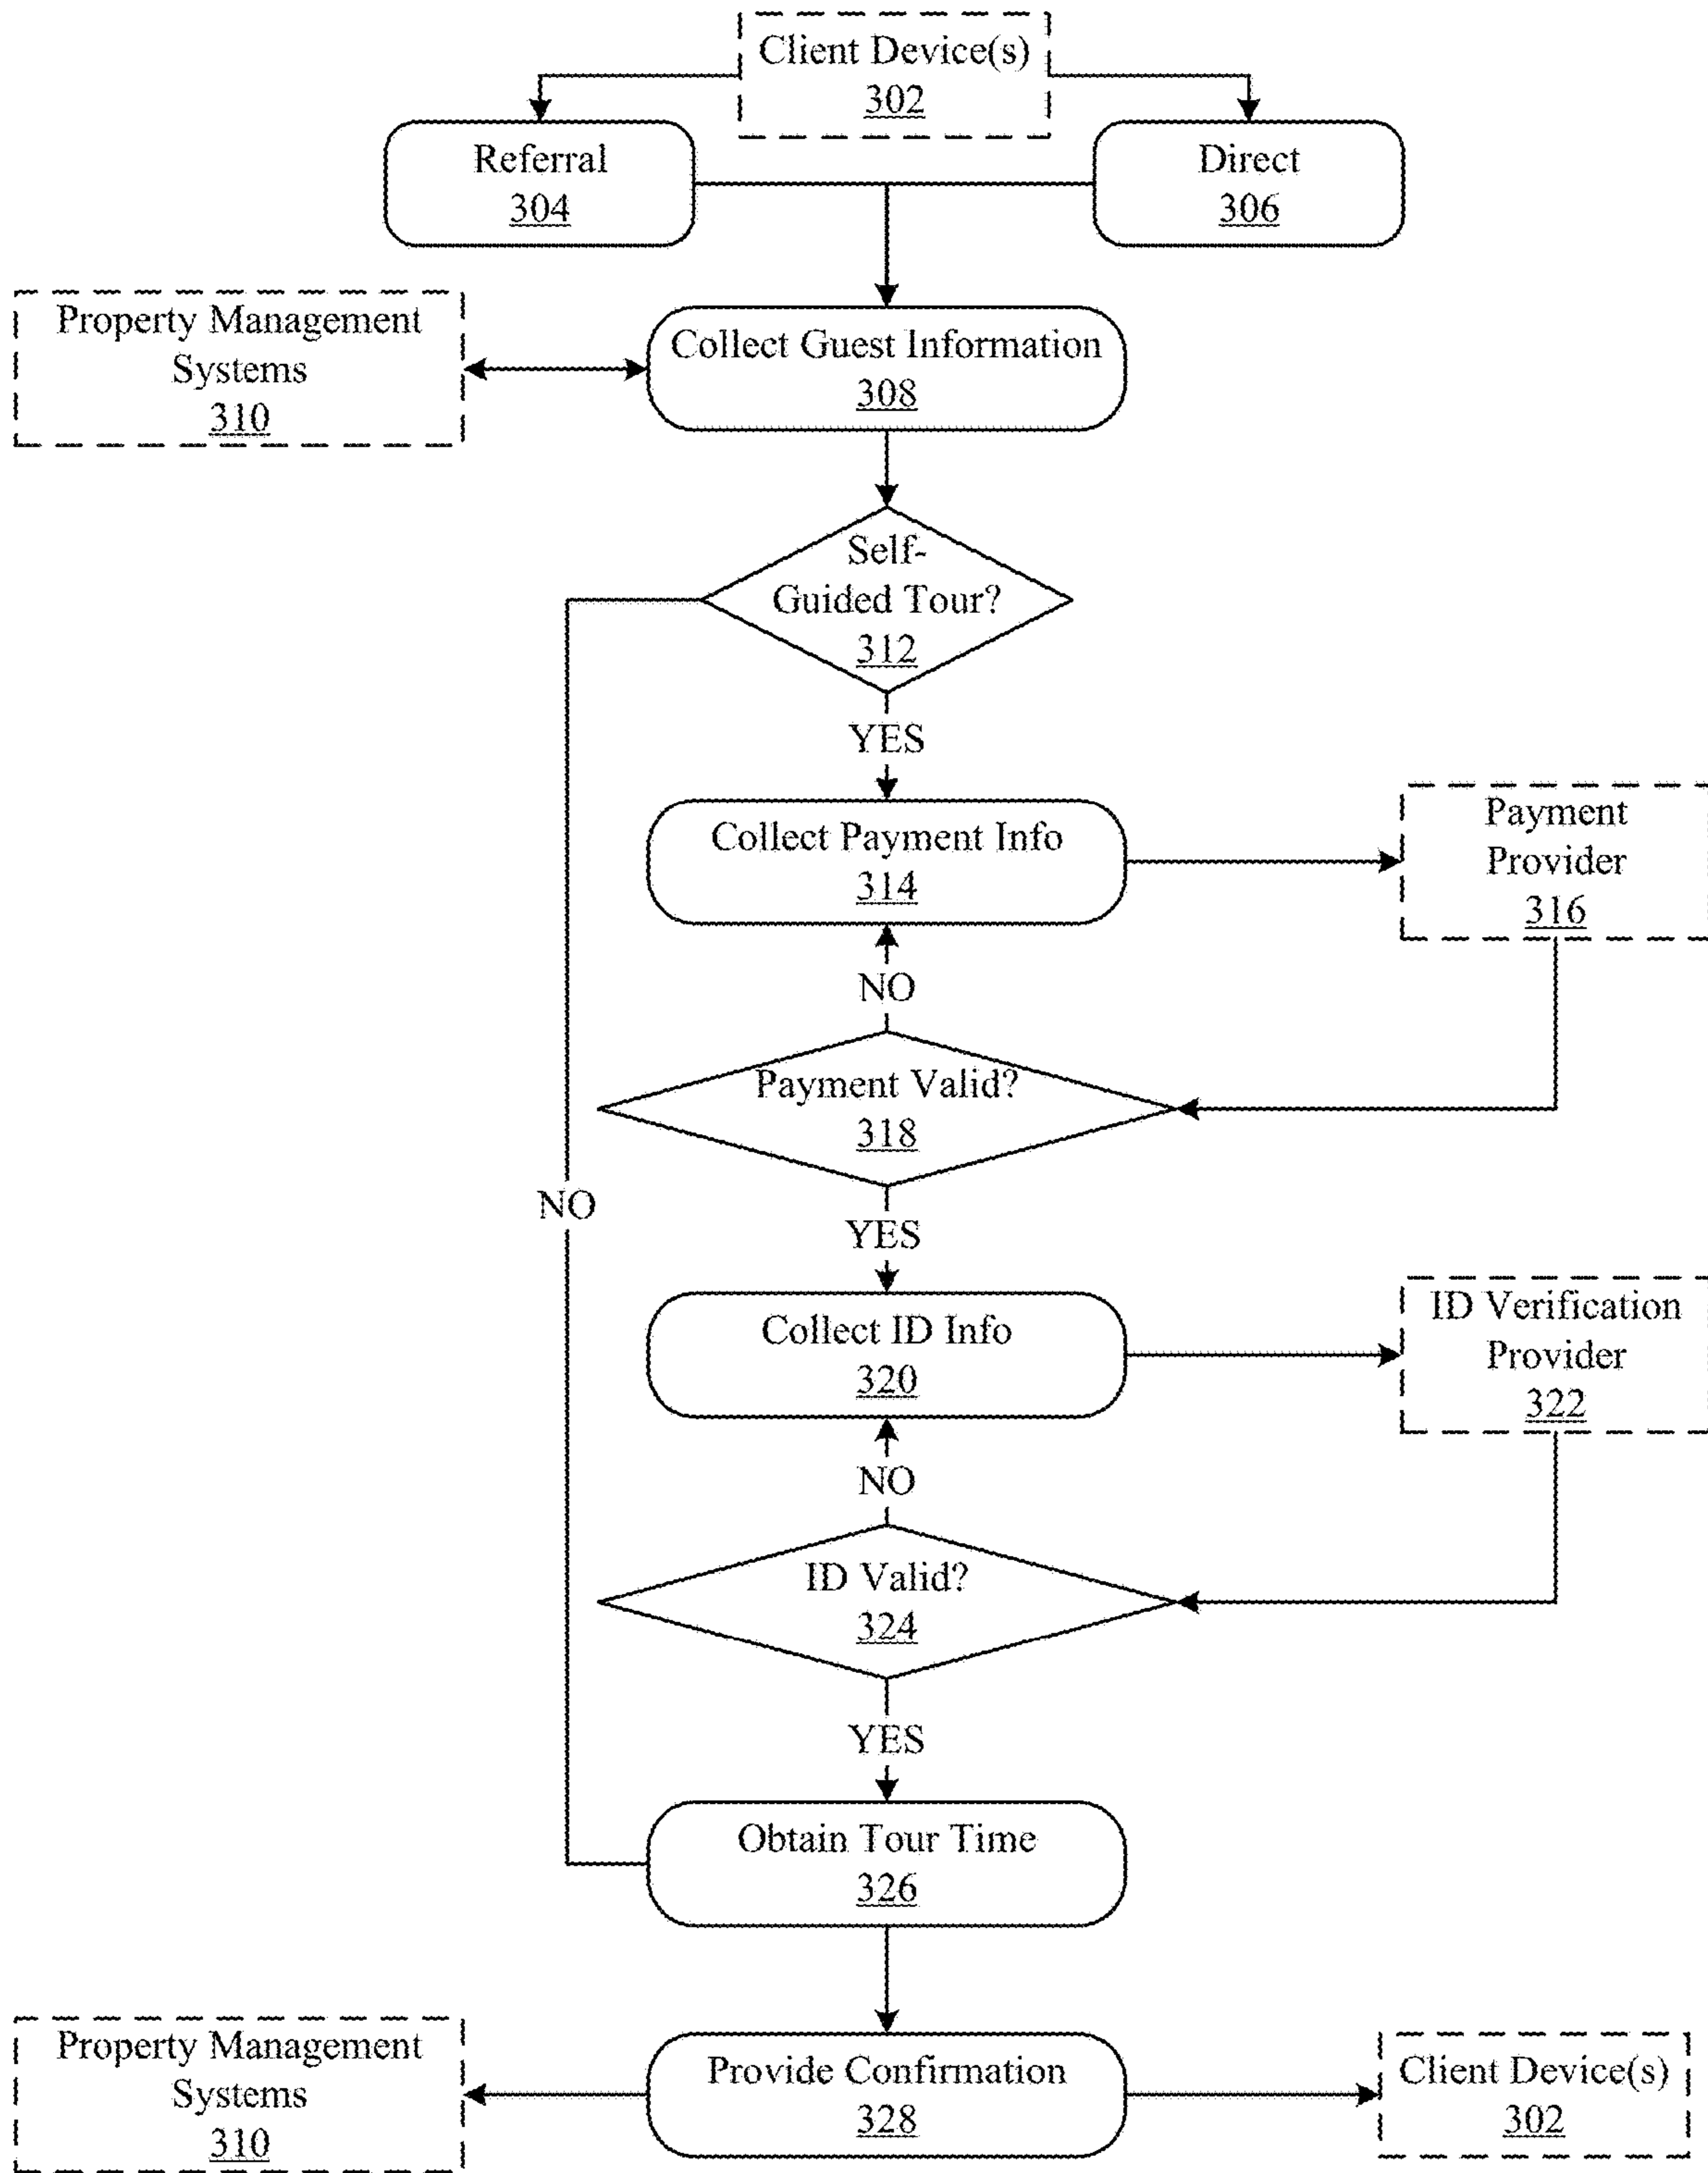 Client Device(s)
302
Referral
304
Direct
306
Property Management
Systems
310
Collect Guest Information
308
Self-
Guided Tour?
312
YES
Collect Payment Info
314
Payment
Provider
316
NO
Payment Valid?
318
NO
YES
Collect ID Info
320
ID Verification
Provider
322
NO
ID Valid?
324
YES
Obtain Tour Time
326
Property Management
Systems
310
Provide Confirmation
328
Client Device(s)
302